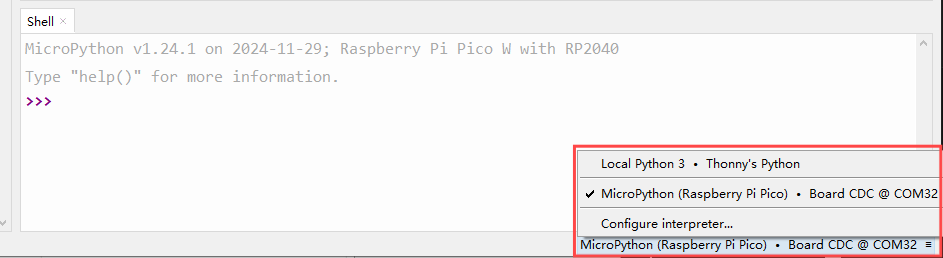 Shell ×
MicroPython v1.24.1 on 2024-11-29; Raspberry Pi Pico W with RP2040
Type "help()" for more information.
>>>
Local Python 3 • Thonny's Python
✔ MicroPython (Raspberry Pi Pico) • Board CDC @ COM32
Configure interpreter...
MicroPython (Raspberry Pi Pico) • Board CDC @ COM32 ≡